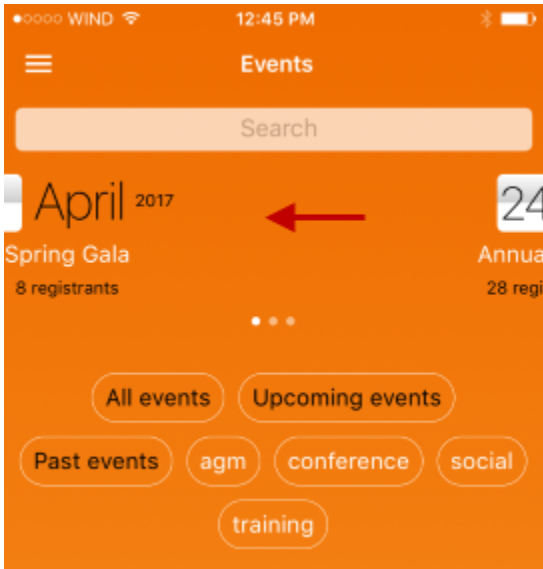 WIND 12:45 PM
Events
Search
April 2017 24
Spring Gala Annua
8 registrants 28 regi
All events Upcoming events
Past events agm conference social
training